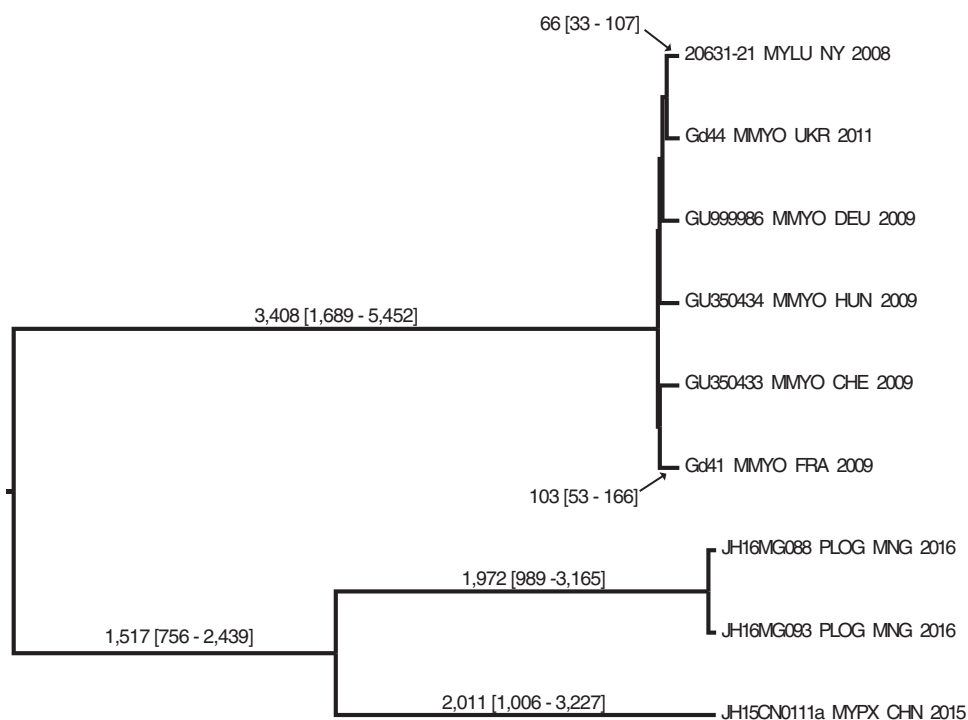 66 [33 - 107]
20631-21 MYLU NY 2008
Gd44 MMYO UKR 2011
GU999986 MMYO DEU 2009
GU350434 MMYO HUN 2009
3,408 [1,689 - 5,452]
GU350433 MMYO CHE 2009
Gd41 MMYO FRA 2009
103 [53 - 166]
JH16MG088 PLOG MNG 2016
1,972 [989 -3,165]
JH16MG093 PLOG MNG 2016
1,517 [756 - 2,439]
2,011 [1,006 - 3,227]
JH15CN0111a MYPX CHN 2015